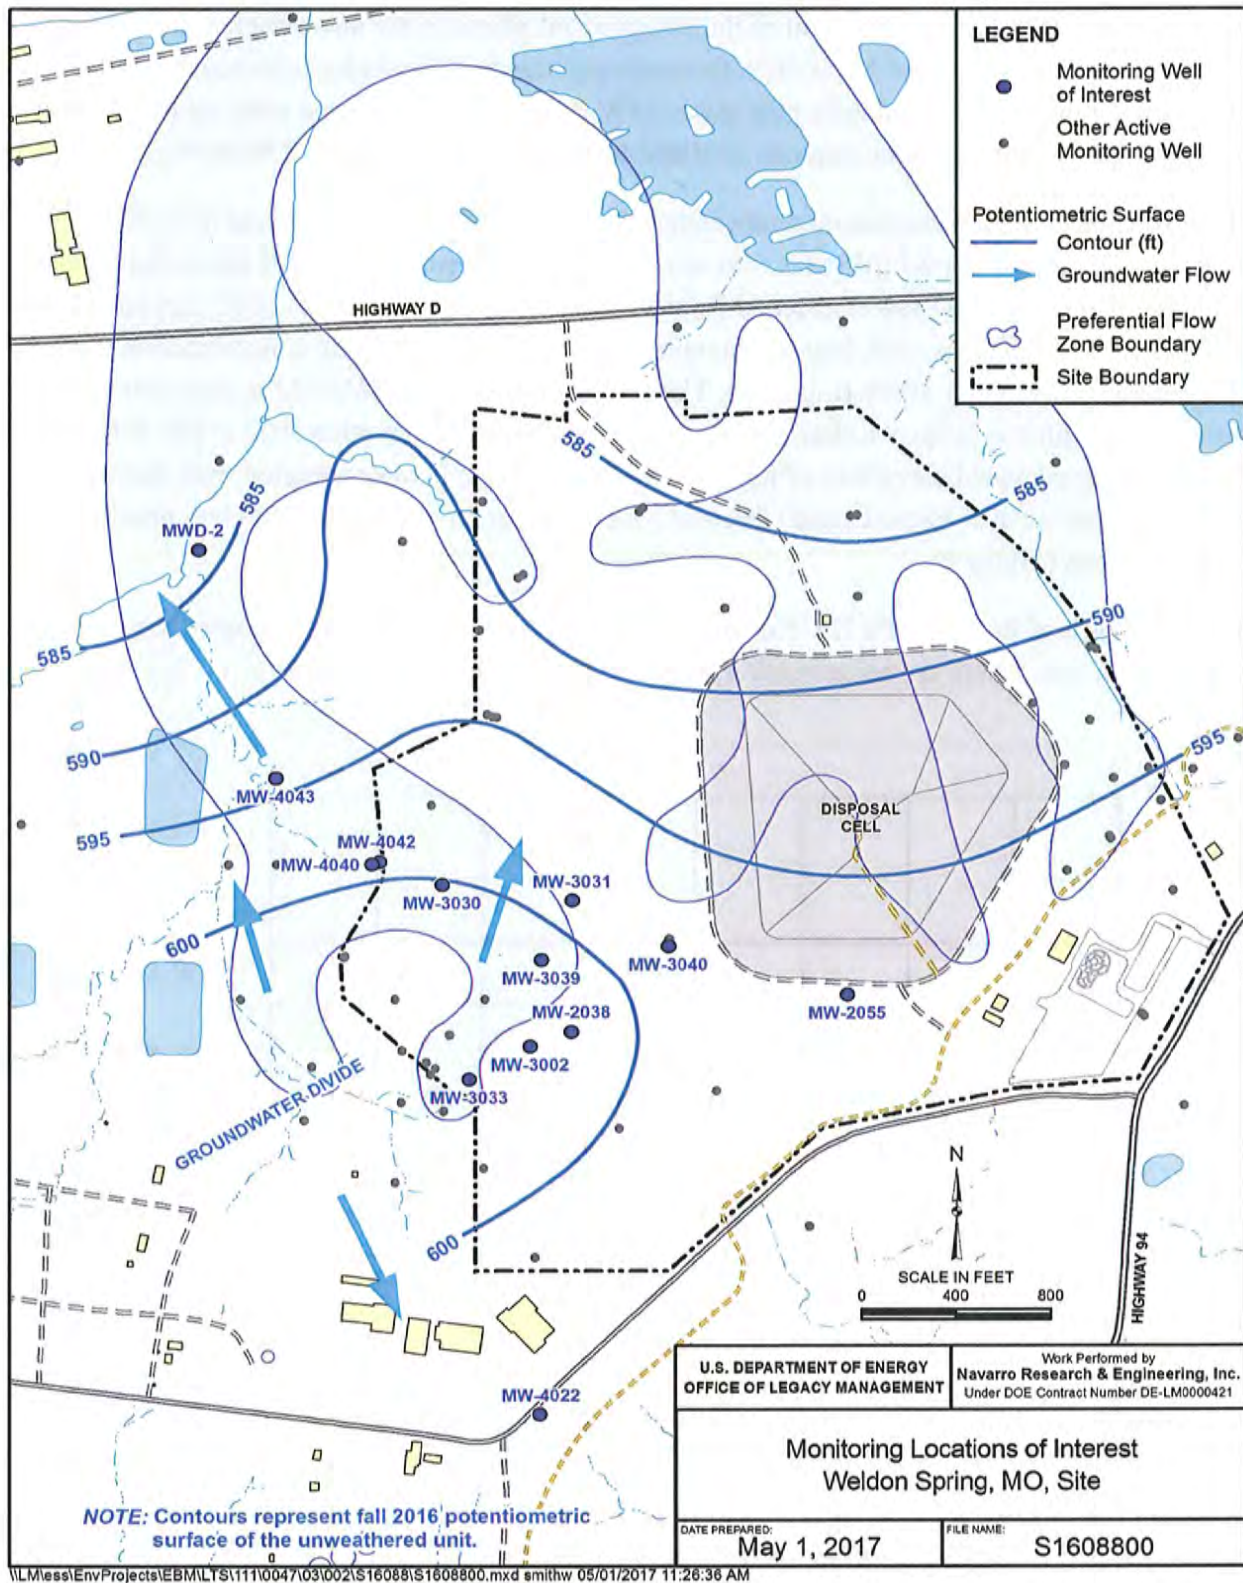 LEGEND
Monitoring Well
of Interest
Other Active
Monitoring Well
Potentiometric Surface
Contour (ft)
Groundwater Flow
Preferential Flow
Zone Boundary
Site Boundary
HIGHWAY D
585
585
585
MWD-2
590
585
590
595
MW-4043
595
DISPOSAL
CELL
MW-4042
MW-4040
MW-3030
MW-3031
600
MW-3040
MW-3039
MW-2055
MW-2038
MW-3002
MW-3033
GROUNDWATER DIVIDE
600
N
SCALE IN FEET
0 400 800
HIGHWAY 94
MW-4022
U.S. DEPARTMENT OF ENERGY
OFFICE OF LEGACY MANAGEMENT
Work Performed by
Navarro Research & Engineering, Inc.
Under DOE Contract Number DE-LM0000421
Monitoring Locations of Interest
Weldon Spring, MO, Site
NOTE: Contours represent fall 2016 potentiometric
surface of the unweathered unit.
DATE PREPARED:
May 1, 2017
FILE NAME:
S1608800
\\LM\ess\EnvProjects\EBM\LTS\111\0047\03\002\S16088\S1608800.mxd smithw 05/01/2017 11:26:36 AM